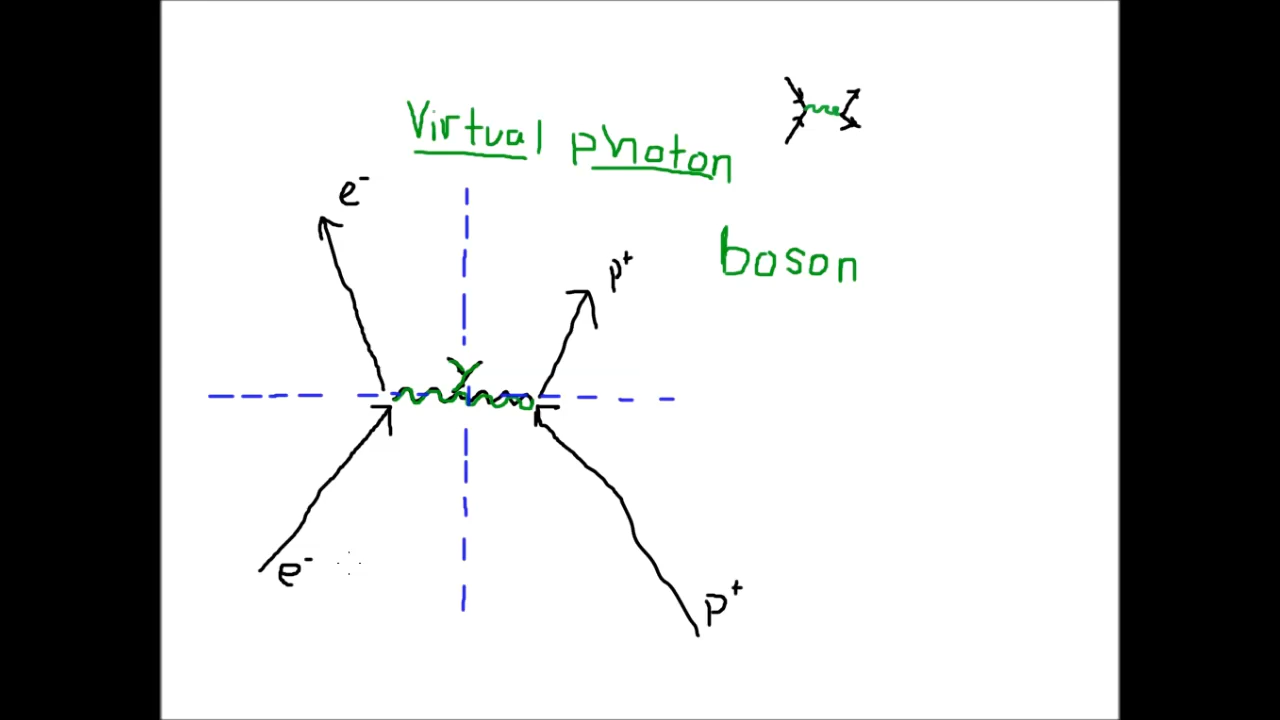 Virtual photon
e⁻
p⁺
boson
γ
e⁻
p⁺